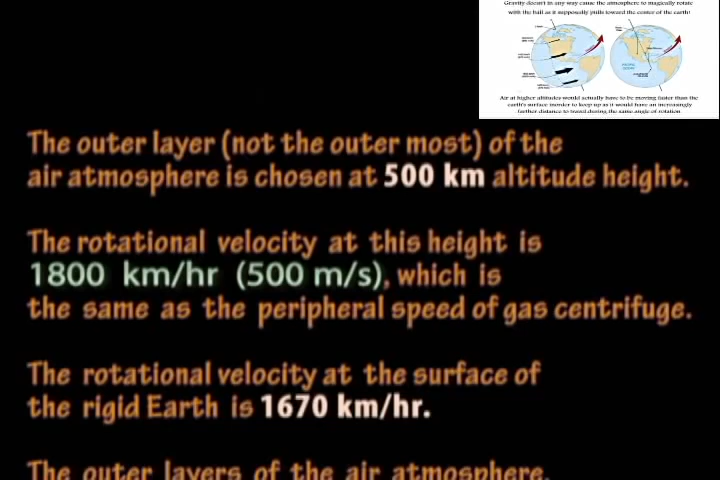 Gravity doesn't in any way cause the atmosphere to magically rotate
with the ball as it supposedly pulls toward the center of the earth!
Air at higher altitudes would actually have to be moving faster than the
earth's surface inorder to keep up as it would have an increasingly
farther distance to travel during the same angle of rotation
The outer layer (not the outer most) of the
air atmosphere is chosen at 500 km altitude height.
The rotational velocity at this height is
1800 km/hr (500 m/s), which is
the same as the peripheral speed of gas centrifuge.
The rotational velocity at the surface of
the rigid Earth is 1670 km/hr.
The outer layers of the air atmosphere,